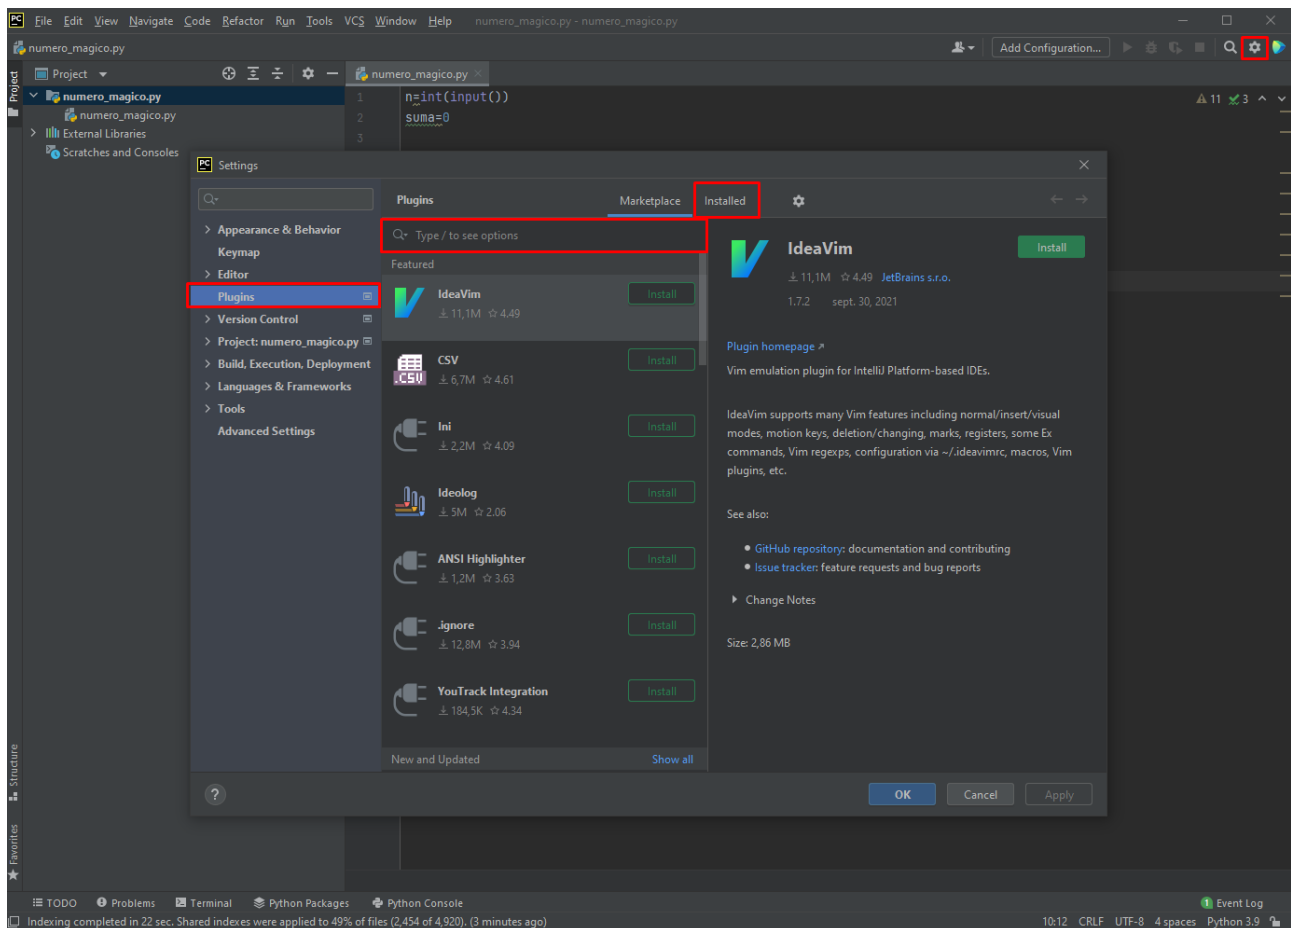 PC File Edit View Navigate Code Refactor Run Tools VCS Window Help numero_magico.py - numero_magico.py
numero_magico.py Add Configuration...
Project numero_magico.py
Project
numero_magico.py
numero_magico.py
External Libraries
Scratches and Consoles
1 n=int(input())
2 suma=0
3
11 3
PC Settings
Appearance & Behavior
Keymap
Editor
Plugins
Version Control
Project: numero_magico.py
Build, Execution, Deployment
Languages & Frameworks
Tools
Advanced Settings
Plugins Marketplace Installed
Type / to see options
Featured
IdeaVim Install
11,1M 4.49
CSV Install
.CSV 6,7M 4.61
Ini Install
2,2M 4.09
Ideolog Install
5M 2.06
ANSI Highlighter Install
1,2M 3.63
.ignore Install
12,8M 3.94
YouTrack Integration Install
184,5K 4.34
New and Updated Show all
IdeaVim Install
11,1M 4.49 JetBrains s.r.o.
1.7.2 sept. 30, 2021
Plugin homepage
Vim emulation plugin for IntelliJ Platform-based IDEs.
IdeaVim supports many Vim features including normal/insert/visual
modes, motion keys, deletion/changing, marks, registers, some Ex
commands, Vim regexps, configuration via ~/.ideavimrc, macros, Vim
plugins, etc.
See also:
GitHub repository: documentation and contributing
Issue tracker: feature requests and bug reports
Change Notes
Size: 2,86 MB
? OK Cancel Apply
Structure
Favorites
TODO Problems Terminal Python Packages Python Console 1 Event Log
Indexing completed in 22 sec. Shared indexes were applied to 49% of files (2,454 of 4,920). (3 minutes ago) 10:12 CRLF UTF-8 4 spaces Python 3.9